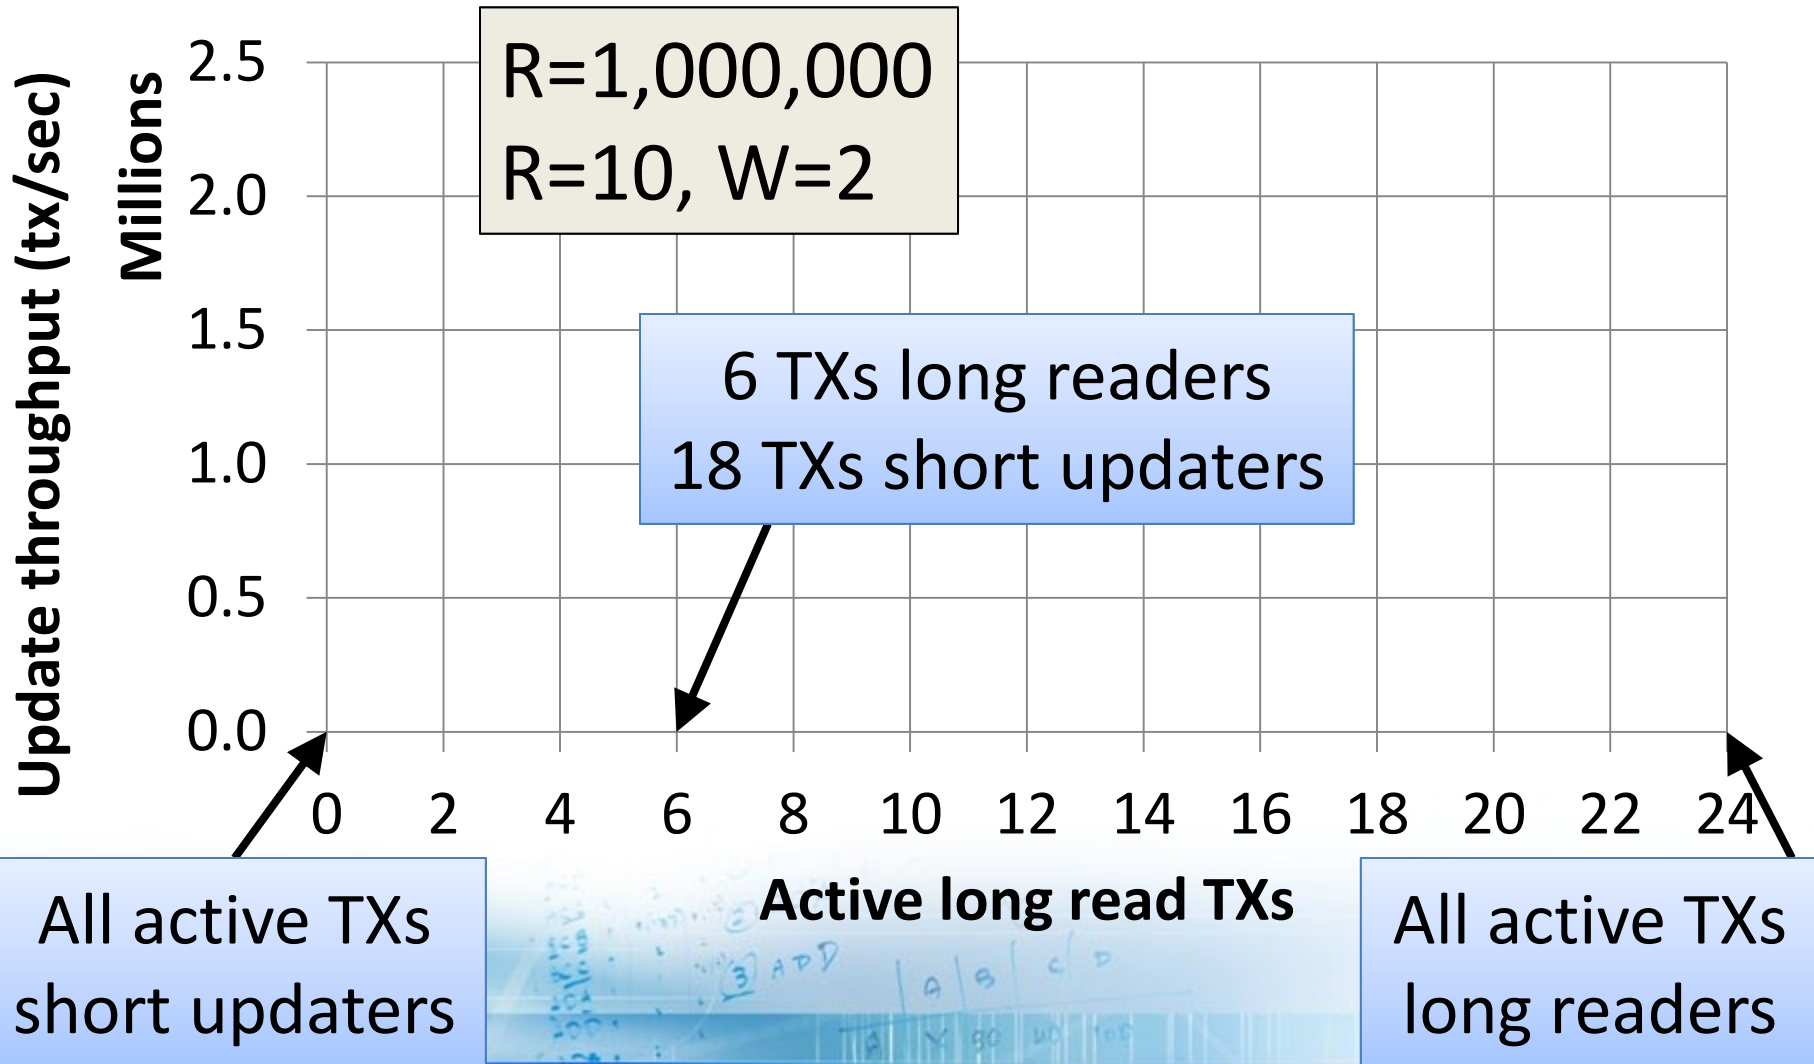 R=1,000,000
R=10, W=2
Update throughput (tx/sec)
Millions
2.5
2.0
1.5
1.0
0.5
0.0
6 TXs long readers
18 TXs short updaters
0 2 4 6 8 10 12 14 16 18 20 22 24
Active long read TXs
All active TXs
short updaters
All active TXs
long readers
3 ADD
A B C D